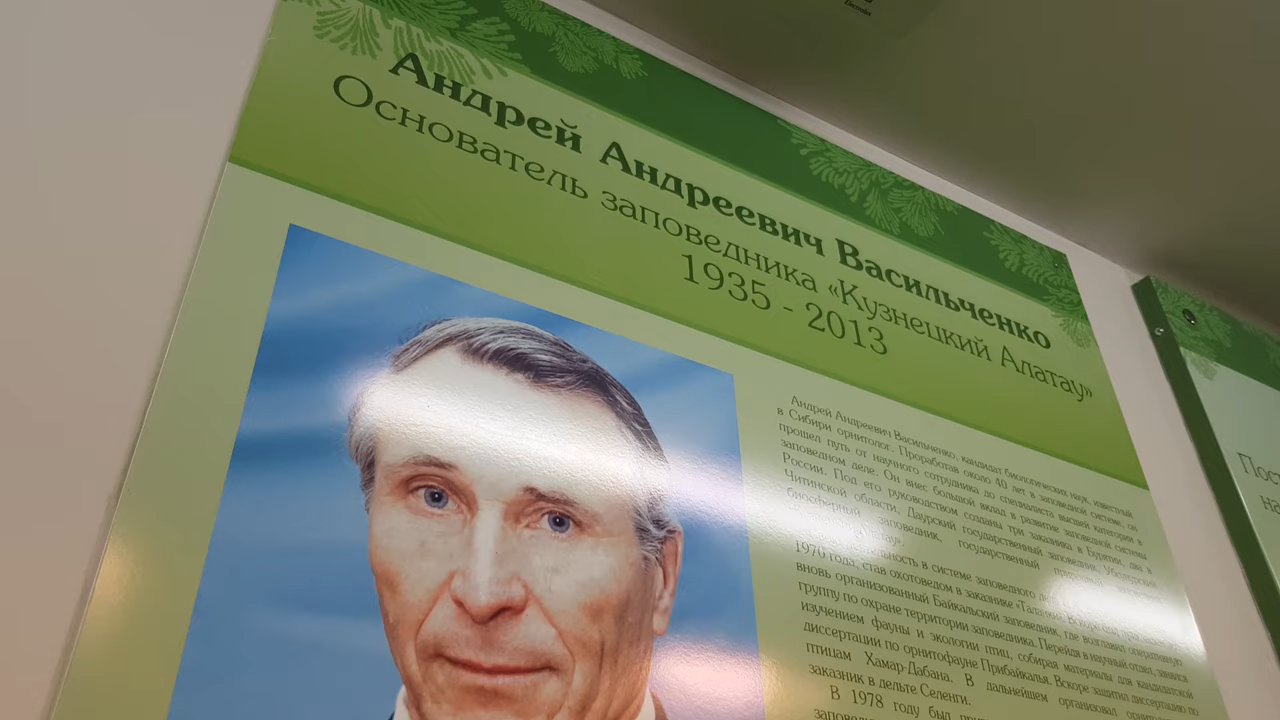 Андрей Андреевич Васильченко
Основатель заповедника «Кузнецкий Алатау»
1935 - 2013
Андрей Андреевич Васильченко, кандидат биологических наук, известный
в Сибири орнитолог. Проработав около 40 лет в заповедной системе, он
прошел путь от научного сотрудника до специалиста высшей категории в
заповедном деле. Он внес большой вклад в развитие заповедной системы
России. Под его руководством созданы три заказника в Бурятии, два в
Читинской области, Даурский государственный заповедник, Убсунурский
биосферный заповедник, государственный
1970 года, став охотоведом в заказнике
вновь организованный Байкальский заповедник, где возглавил оперативную
группу по охране территории заповедника. Перейдя в научный отдел, занялся
изучением фауны и экологии птиц, собирая материалы для кандидатской
диссертации по орнитофауне Прибайкалья. Вскоре защитил диссертацию по
птицам Хамар-Дабана. В дальнейшем организовал
заказник в дельте Селенги.
В 1978 году был
Пост